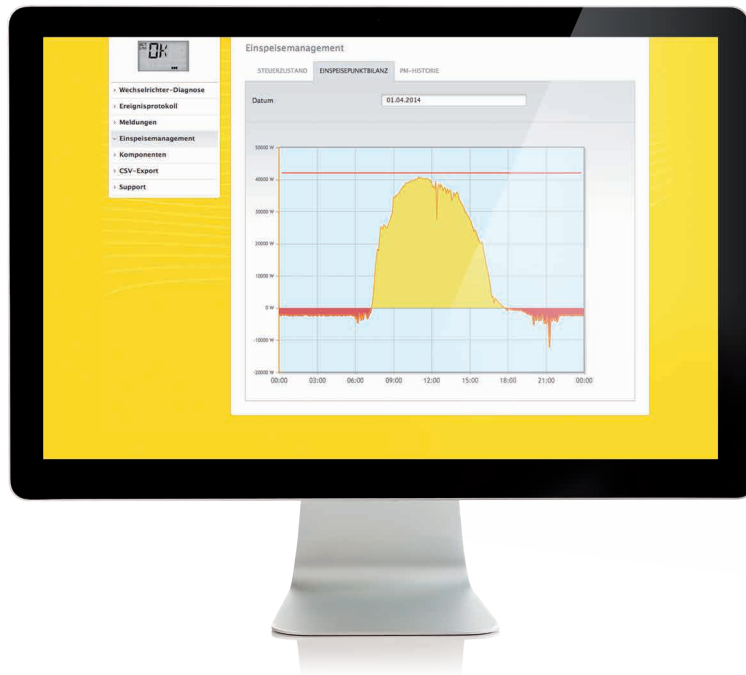 OK
Einspeisemanagement
STEUERZUSTAND EINSPEISEPUNKTBILANZ PM-HISTORIE
› Wechselrichter-Diagnose
› Ereignisprotokoll
› Meldungen
Einspeisemanagement
› Komponenten
› CSV-Export
› Support
Datum 01.04.2014
50000 W
40000 W
30000 W
20000 W
10000 W
0 W
-10000 W
-20000 W
00:00 03:00 06:00 09:00 12:00 15:00 18:00 21:00 00:00